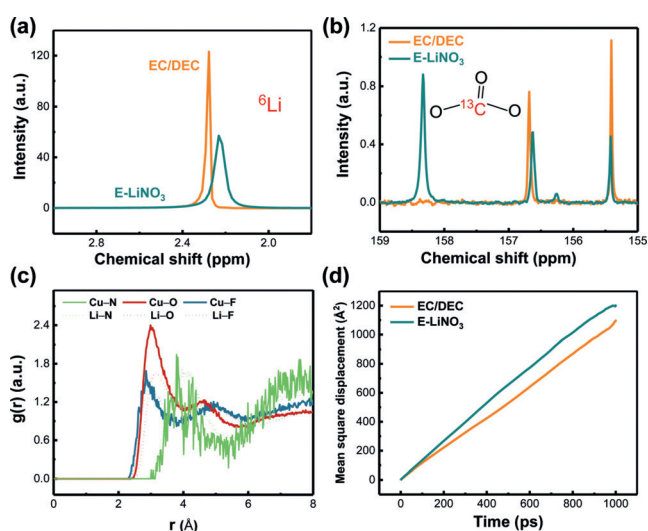 (a)
120
80
40
0
Intensity (a.u.)
EC/DEC
⁶Li
E-LiNO₃
2.8 2.4 2.0
Chemical shift (ppm)
(b)
1.2
0.8
0.4
0.0
Intensity (a.u.)
EC/DEC
E-LiNO₃
O
O ¹³C O
159 158 157 156 155
Chemical shift (ppm)
(c)
Cu–N Cu–O Cu–F
Li–N Li–O Li–F
2.4
1.8
1.2
0.6
0.0
g(r) (a.u.)
0 2 4 6 8
r (Å)
(d)
1200
1000
800
600
400
200
0
Mean square displacement (Å²)
EC/DEC
E-LiNO₃
0 200 400 600 800 1000
Time (ps)